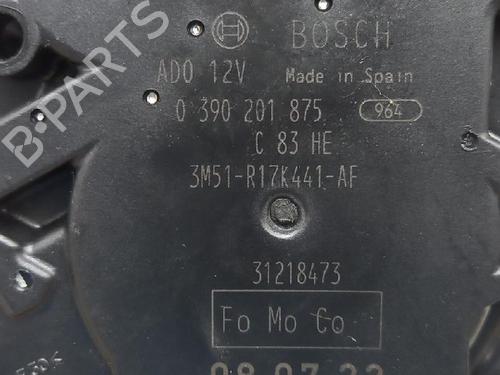 BOSCH
AD0 12V Made in Spain
0 390 201 875 964
C 83 HE
3M51-R17K441-AF
31218473
Fo Mo Co
B-PARTS